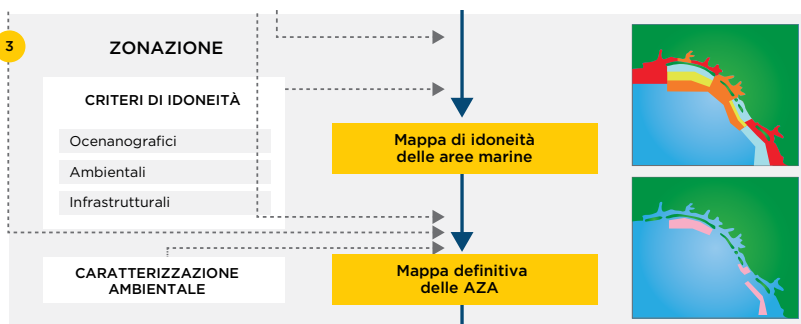 3
ZONAZIONE
CRITERI DI IDONEITÀ
Ocenanografici
Ambientali
Infrastrutturali
Mappa di idoneità
delle aree marine
CARATTERIZZAZIONE
AMBIENTALE
Mappa definitiva
delle AZA